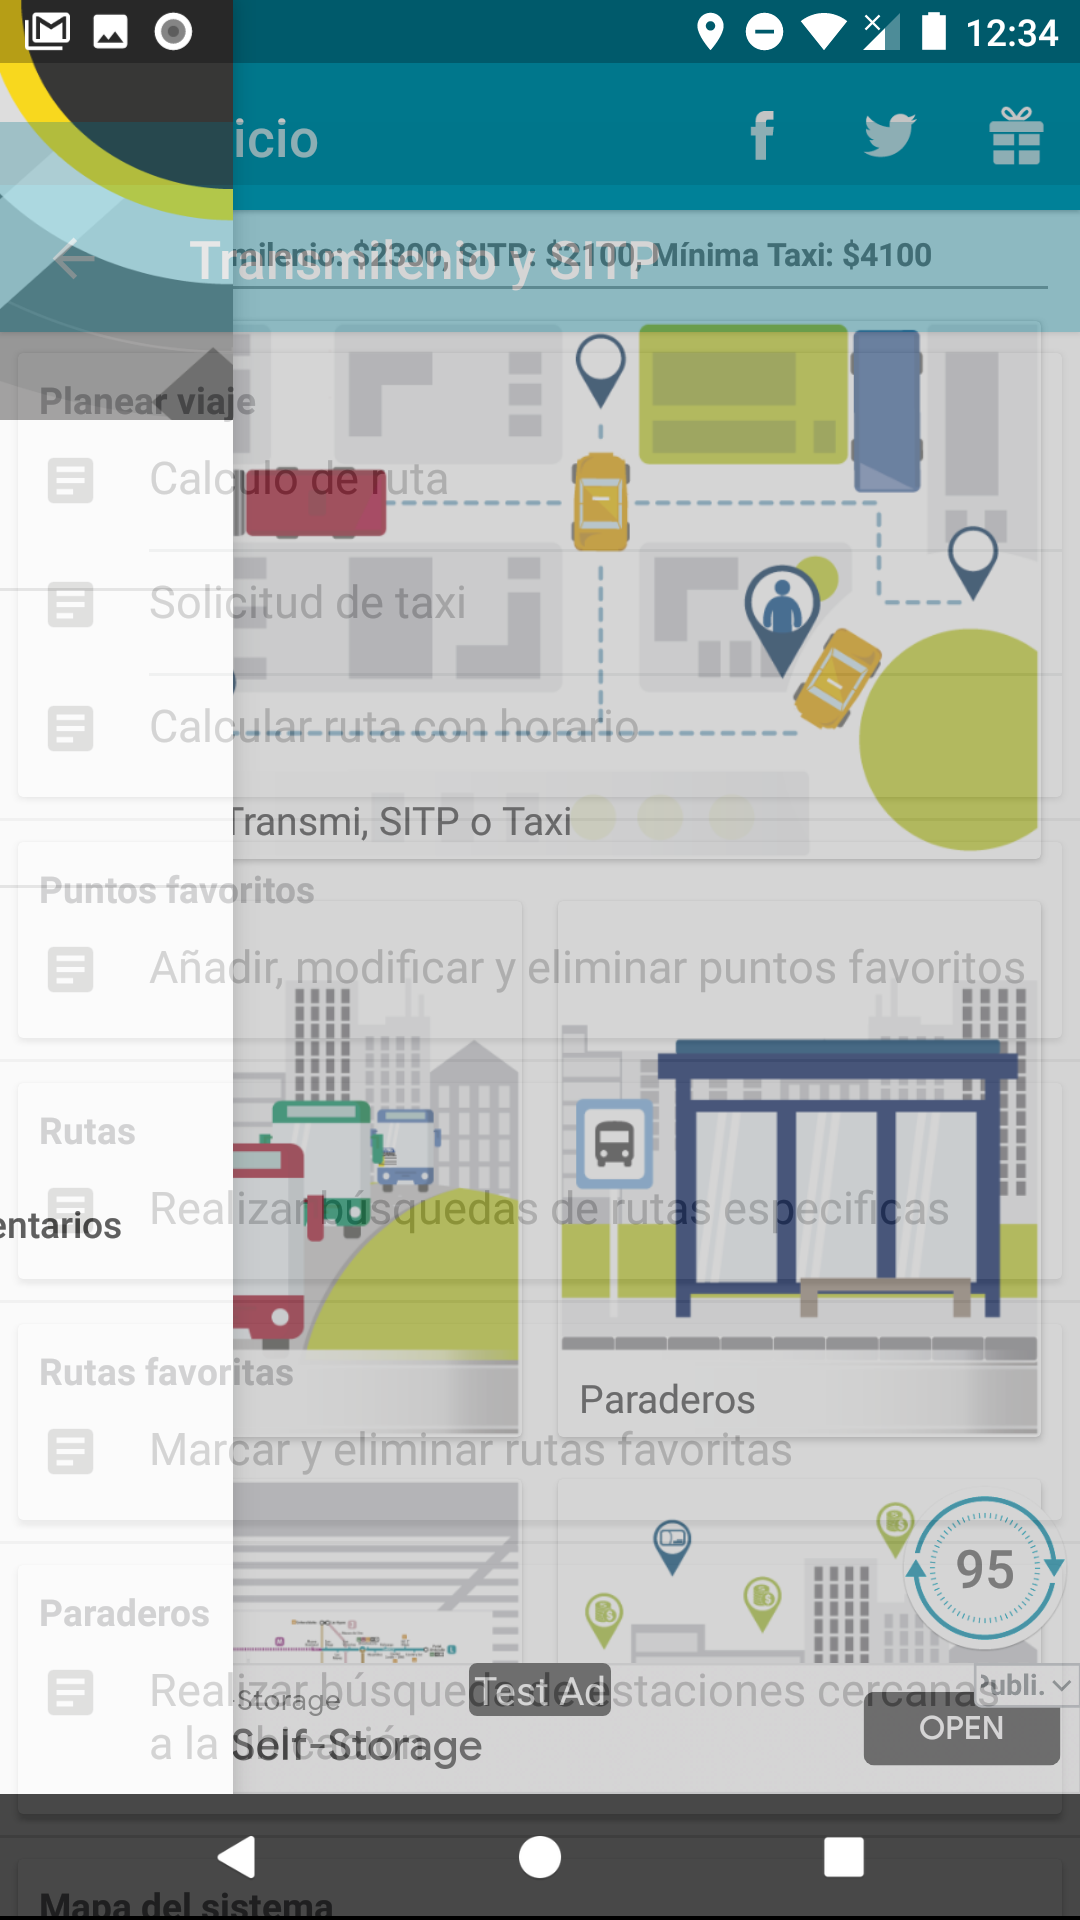 12:34
icio
Transmilenio y SITP
milenio: $2300, SITP: $2100, Mínima Taxi: $4100
Planear viaje
Calculo de ruta
Solicitud de taxi
Calcular ruta con horario
Transmi, SITP o Taxi
Puntos favoritos
Añadir, modificar y eliminar puntos favoritos
Rutas
Realizar búsquedas de rutas especificas
entarios
Rutas favoritas
Paraderos
Marcar y eliminar rutas favoritas
95
Paraderos
Realizar búsqueda de estaciones cercanas
a la ubicación
-Storage
Test Ad
Publi.
Self-Storage
OPEN
Mapa del sistema